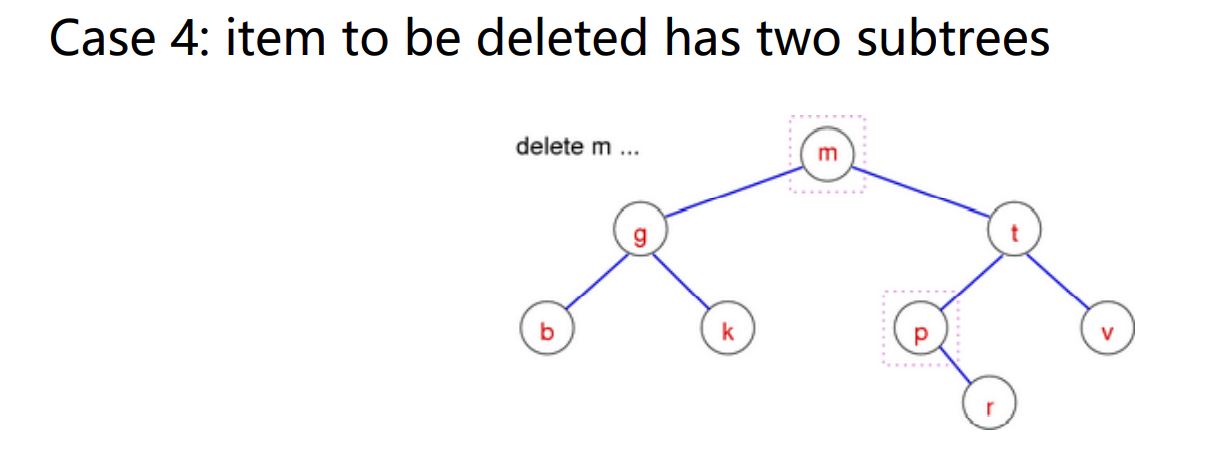 Case 4: item to be deleted has two subtrees
delete m ...
m
g
t
b
k
p
v
r